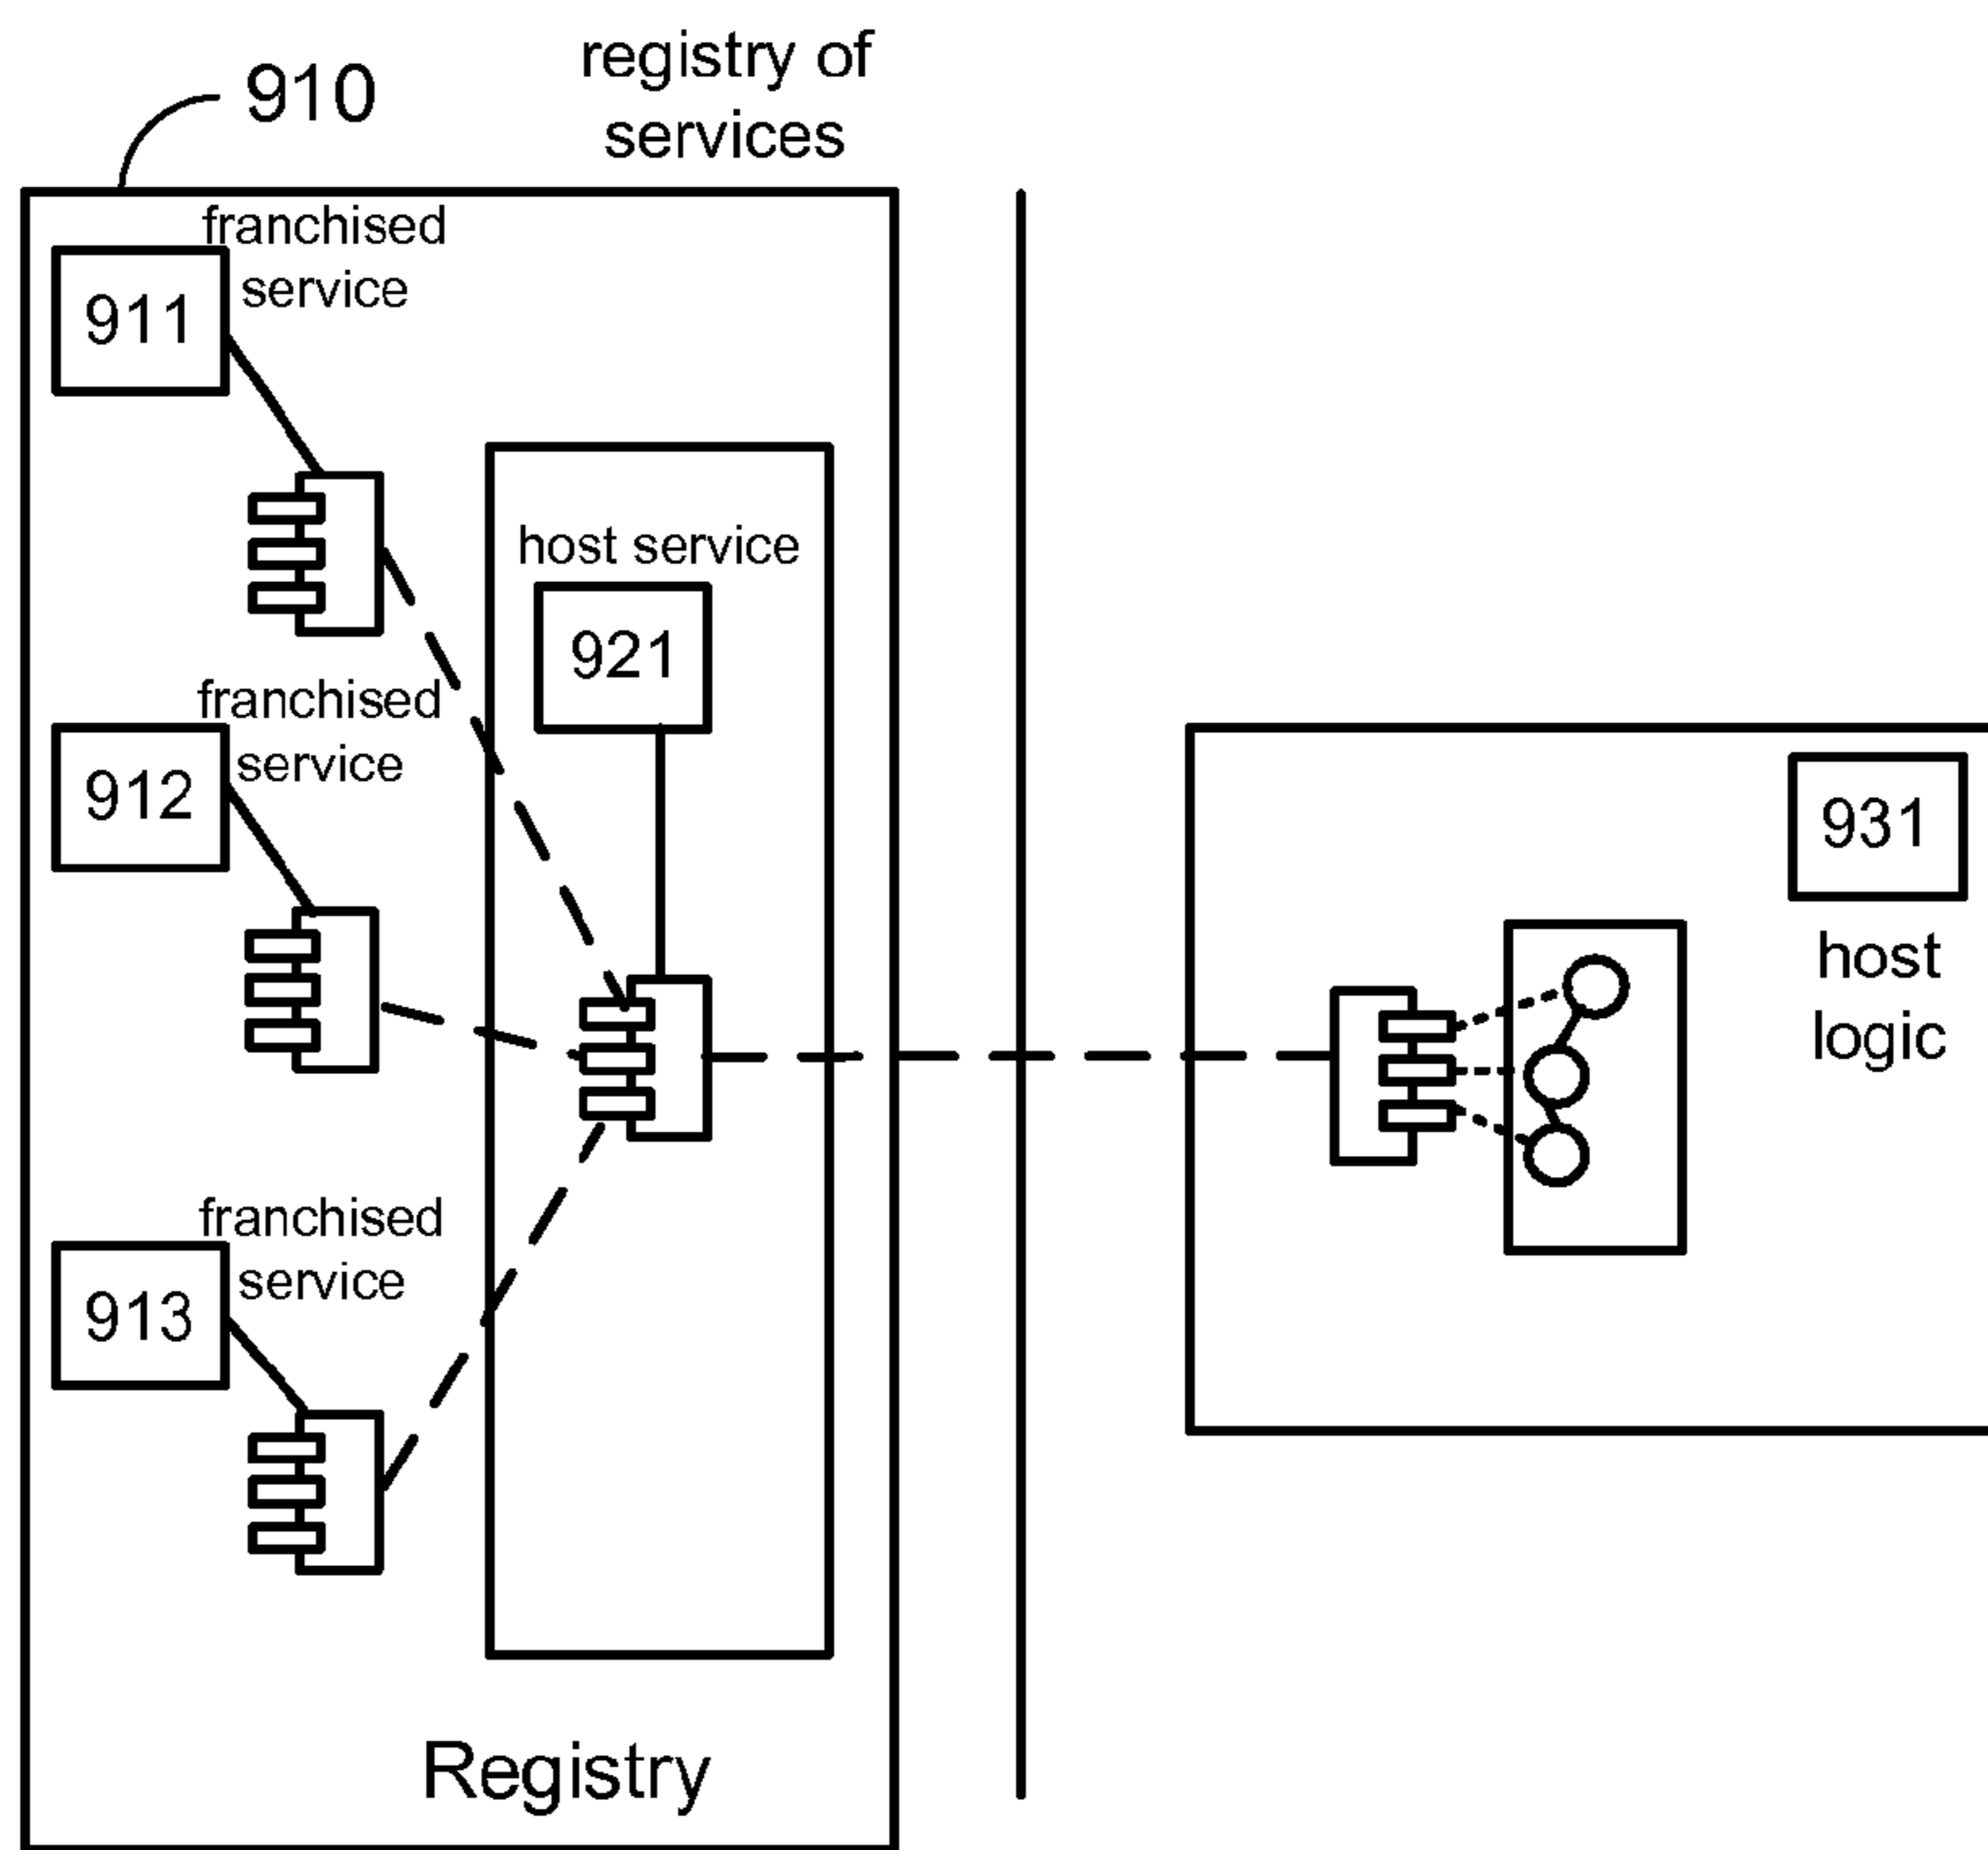 910
registry of
services
franchised
service
911
host service
921
franchised
service
912
931
host
logic
franchised
service
913
Registry